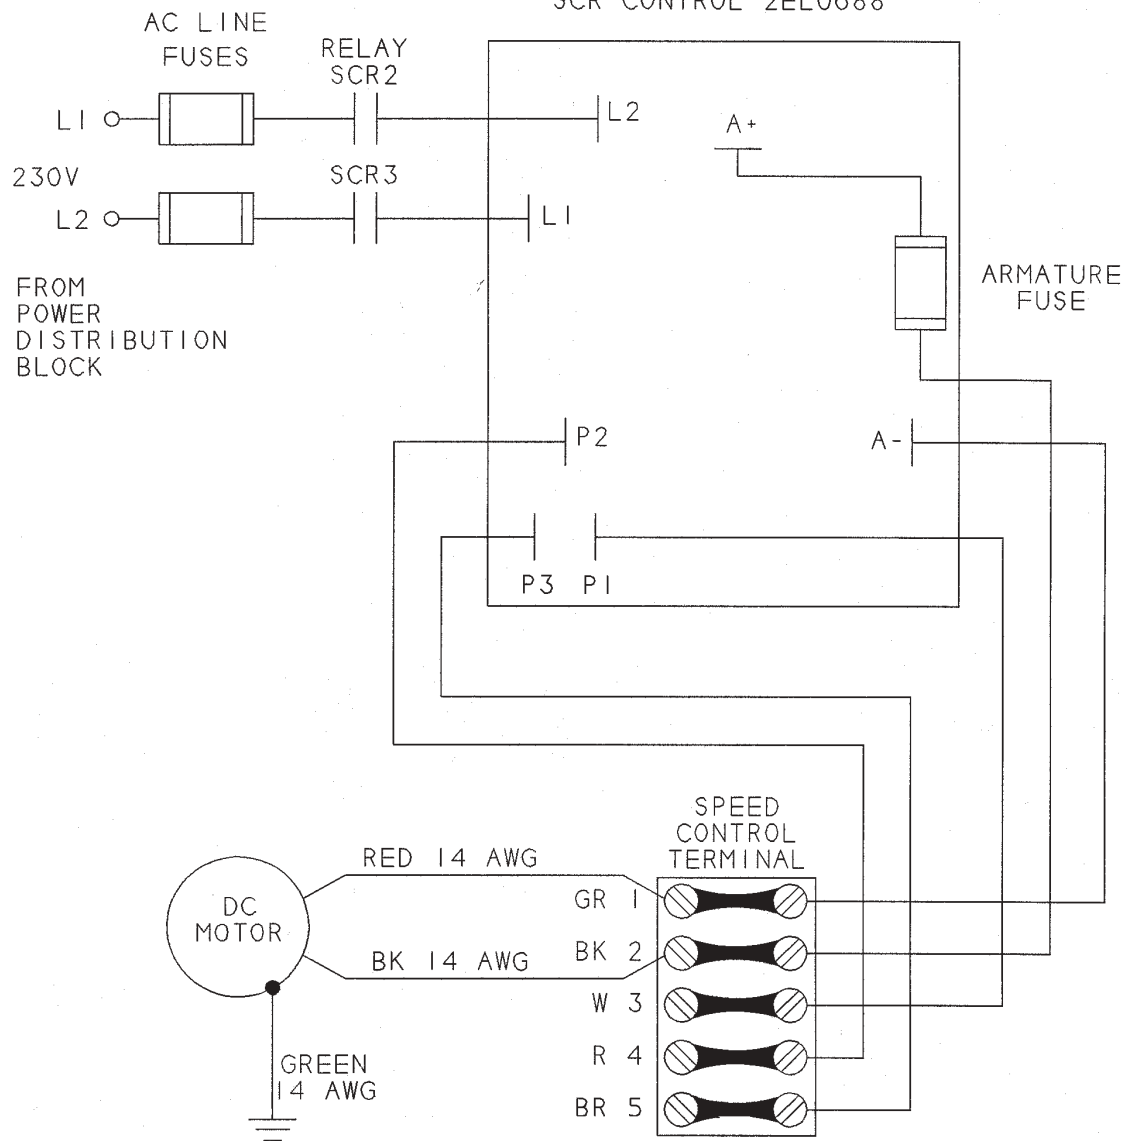 SCR CONTROL 2EL0688
AC LINE
FUSES
RELAY
SCR2
L1
L2
A+
230V
SCR3
L2
L1
FROM
POWER
DISTRIBUTION
BLOCK
ARMATURE
FUSE
P2
A-
P3 P1
SPEED
CONTROL
TERMINAL
RED 14 AWG
DC
MOTOR
GR 1
BK 14 AWG
BK 2
W 3
R 4
GREEN
14 AWG
BR 5